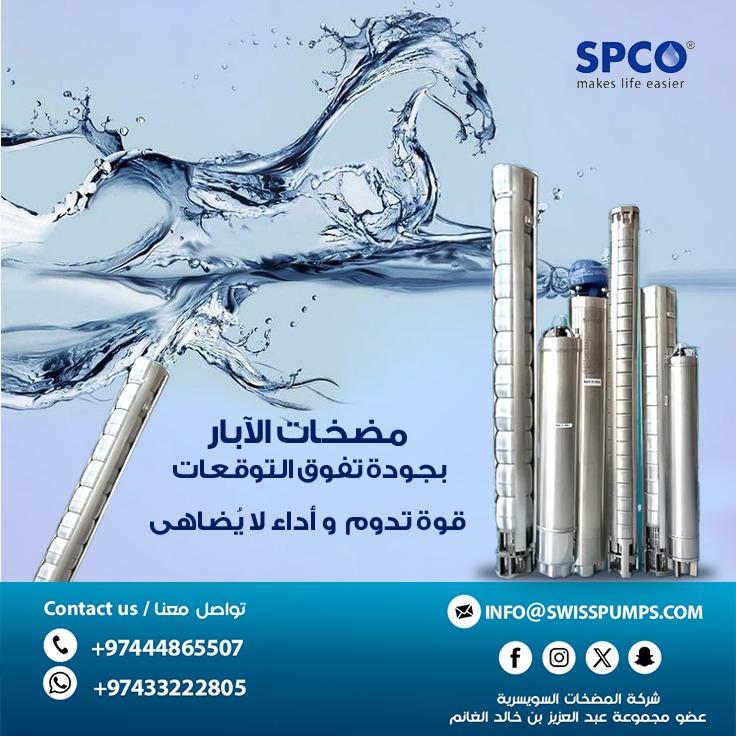 SPCO®
makes life easier
مضخات الآبار
بجودة تفوق التوقعات
قوة تدوم و أداء لا يُضاهى
Contact us / تواصل معنا
+97444865507
+97433222805
INFO@SWISSPUMPS.COM
شركة المضخات السويسرية
عضو مجموعة عبد العزيز بن خالد الغانم